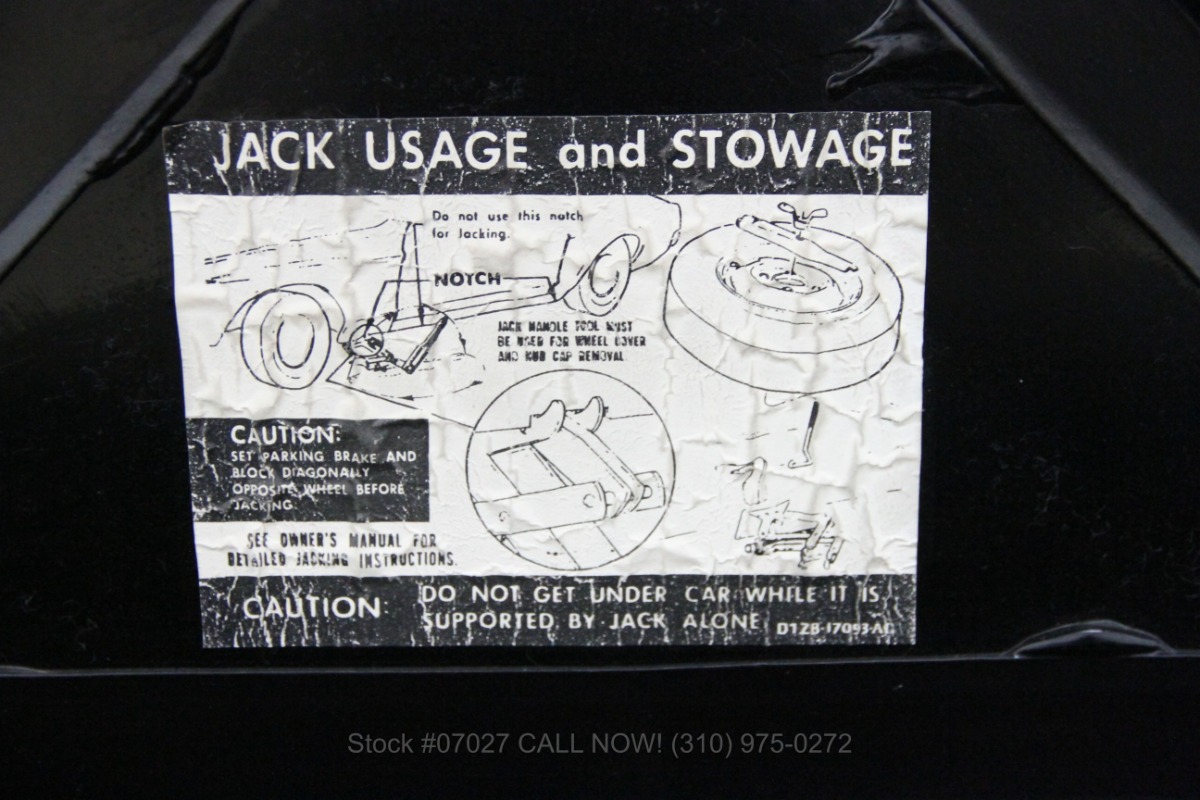 JACK USAGE and STOWAGE
Do not use this notch
for Jacking.
NOTCH
JACK HANDLE TOOL MUST
BE USED FOR WHEEL COVER
AND HUB CAP REMOVAL
CAUTION:
SET PARKING BRAKE AND
BLOCK DIAGONALLY
OPPOSITE WHEEL BEFORE
JACKING.
SEE OWNER'S MANUAL FOR
DETAILED JACKING INSTRUCTIONS.
CAUTION:
DO NOT GET UNDER CAR WHILE IT IS
SUPPORTED BY JACK ALONE
D1ZB-17093-AC
Stock #07027 CALL NOW! (310) 975-0272